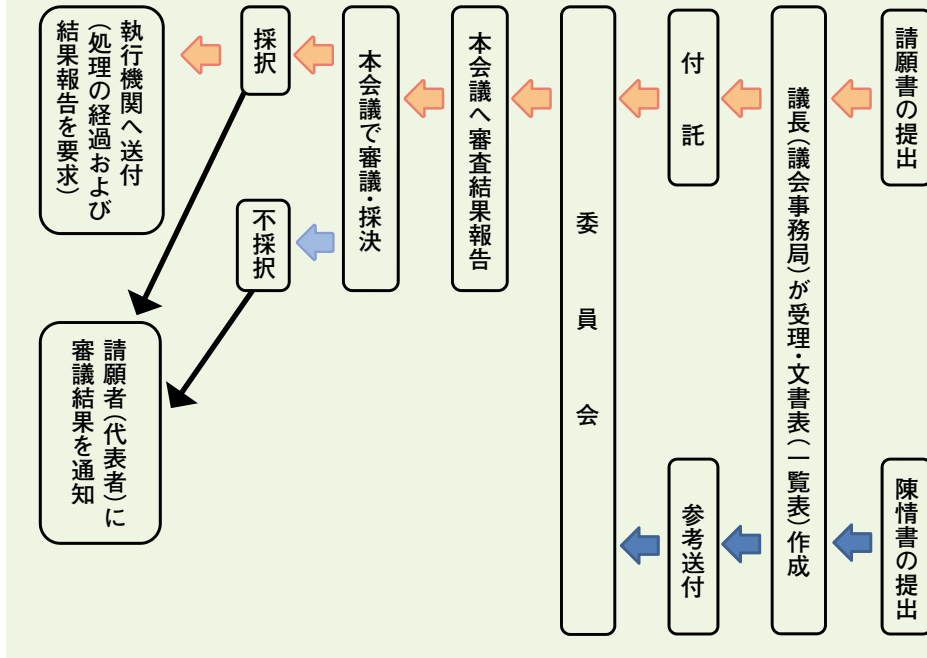 請願書の提出
陳情書の提出
議長(議会事務局)が受理・文書表(一覧表)作成
付託
参考送付
委員会
本会議へ審査結果報告
本会議で審議・採決
採択
不採択
執行機関へ送付
(処理の経過および
結果報告を要求)
請願者(代表者)に
審議結果を通知